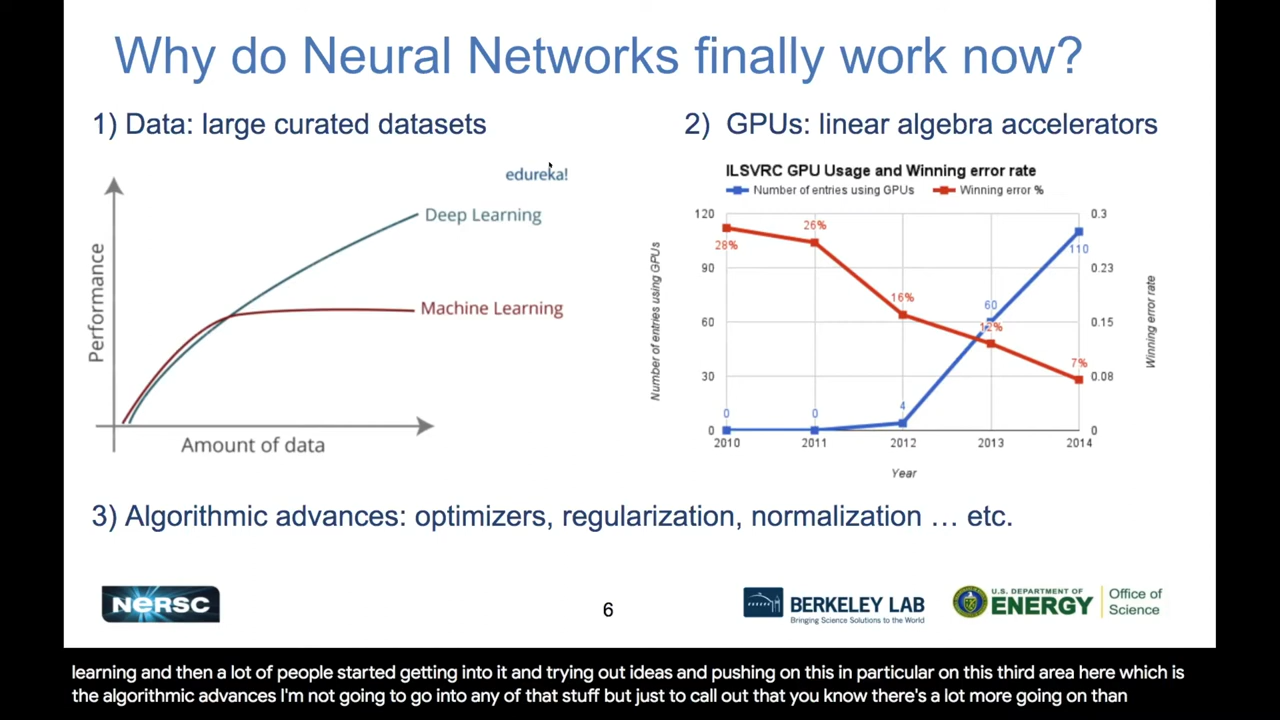 Why do Neural Networks finally work now?
1) Data: large curated datasets
2) GPUs: linear algebra accelerators
edureka!
Deep Learning
Machine Learning
Performance
Amount of data
ILSVRC GPU Usage and Winning error rate
Number of entries using GPUs
Winning error %
120
90
60
30
0
Number of entries using GPUs
0.3
0.23
0.15
0.08
0
Winning error rate
28%
26%
16%
12%
7%
0
0
4
60
110
2010
2011
2012
2013
2014
Year
3) Algorithmic advances: optimizers, regularization, normalization … etc.
NERSC
6
BERKELEY LAB
Bringing Science Solutions to the World
U.S. DEPARTMENT OF
ENERGY
Office of
Science
learning and then a lot of people started getting into it and trying out ideas and pushing on this in particular on this third area here which is
the algorithmic advances I'm not going to go into any of that stuff but just to call out that you know there's a lot more going on than